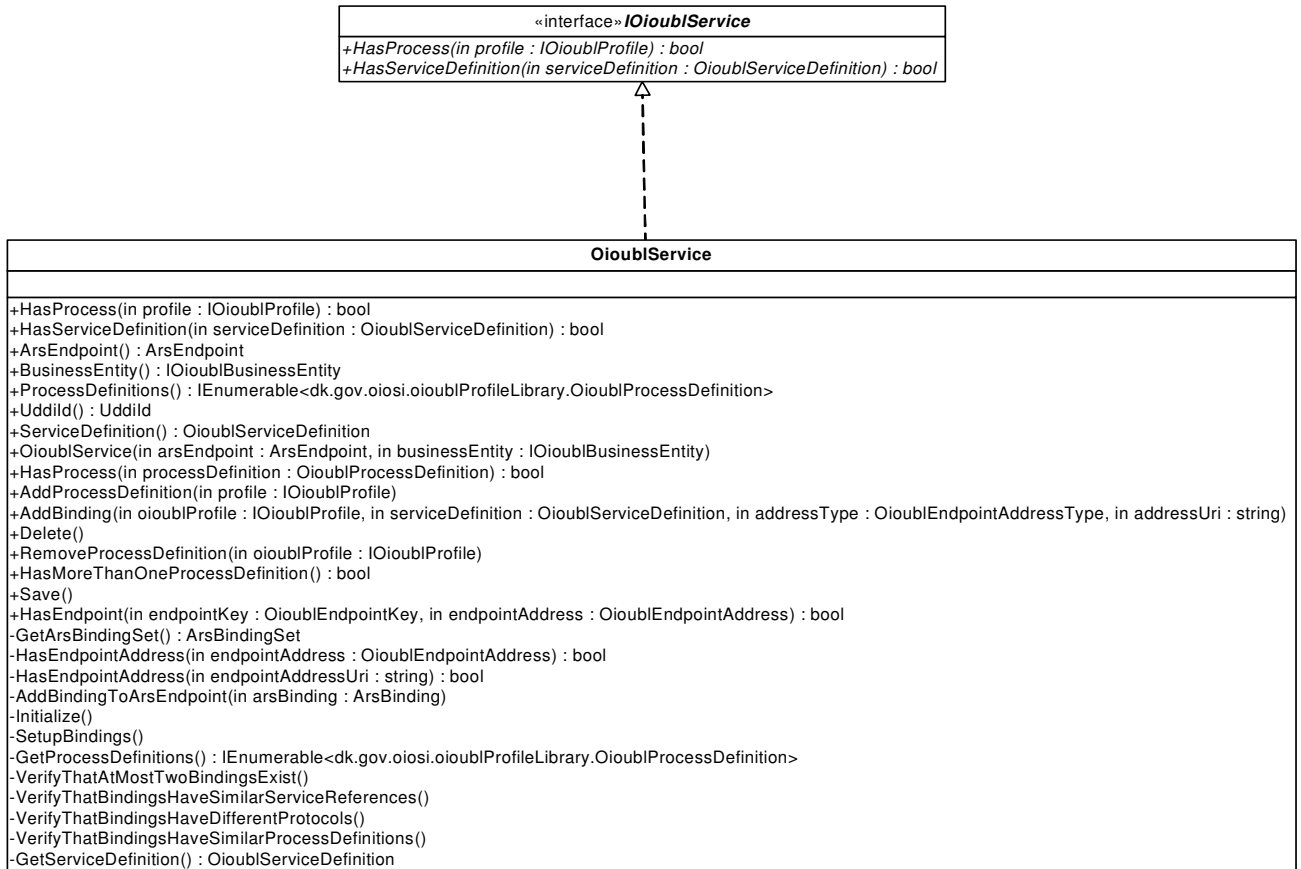 «interface»IOioublService
+HasProcess(in profile : IOioublProfile) : bool
+HasServiceDefinition(in serviceDefinition : OioublServiceDefinition) : bool
OioublService
+HasProcess(in profile : IOioublProfile) : bool
+HasServiceDefinition(in serviceDefinition : OioublServiceDefinition) : bool
+ArsEndpoint() : ArsEndpoint
+BusinessEntity() : IOioublBusinessEntity
+ProcessDefinitions() : IEnumerable<dk.gov.oiosi.oioublProfileLibrary.OioublProcessDefinition>
+UddiId() : UddiId
+ServiceDefinition() : OioublServiceDefinition
+OioublService(in arsEndpoint : ArsEndpoint, in businessEntity : IOioublBusinessEntity)
+HasProcess(in processDefinition : OioublProcessDefinition) : bool
+AddProcessDefinition(in profile : IOioublProfile)
+AddBinding(in oioublProfile : IOioublProfile, in serviceDefinition : OioublServiceDefinition, in addressType : OioublEndpointAddressType, in addressUri : string)
+Delete()
+RemoveProcessDefinition(in oioublProfile : IOioublProfile)
+HasMoreThanOneProcessDefinition() : bool
+Save()
+HasEndpoint(in endpointKey : OioublEndpointKey, in endpointAddress : OioublEndpointAddress) : bool
-GetArsBindingSet() : ArsBindingSet
-HasEndpointAddress(in endpointAddress : OioublEndpointAddress) : bool
-HasEndpointAddress(in endpointAddressUri : string) : bool
-AddBindingToArsEndpoint(in arsBinding : ArsBinding)
-Initialize()
-SetupBindings()
-GetProcessDefinitions() : IEnumerable<dk.gov.oiosi.oioublProfileLibrary.OioublProcessDefinition>
-VerifyThatAtMostTwoBindingsExist()
-VerifyThatBindingsHaveSimilarServiceReferences()
-VerifyThatBindingsHaveDifferentProtocols()
-VerifyThatBindingsHaveSimilarProcessDefinitions()
-GetServiceDefinition() : OioublServiceDefinition